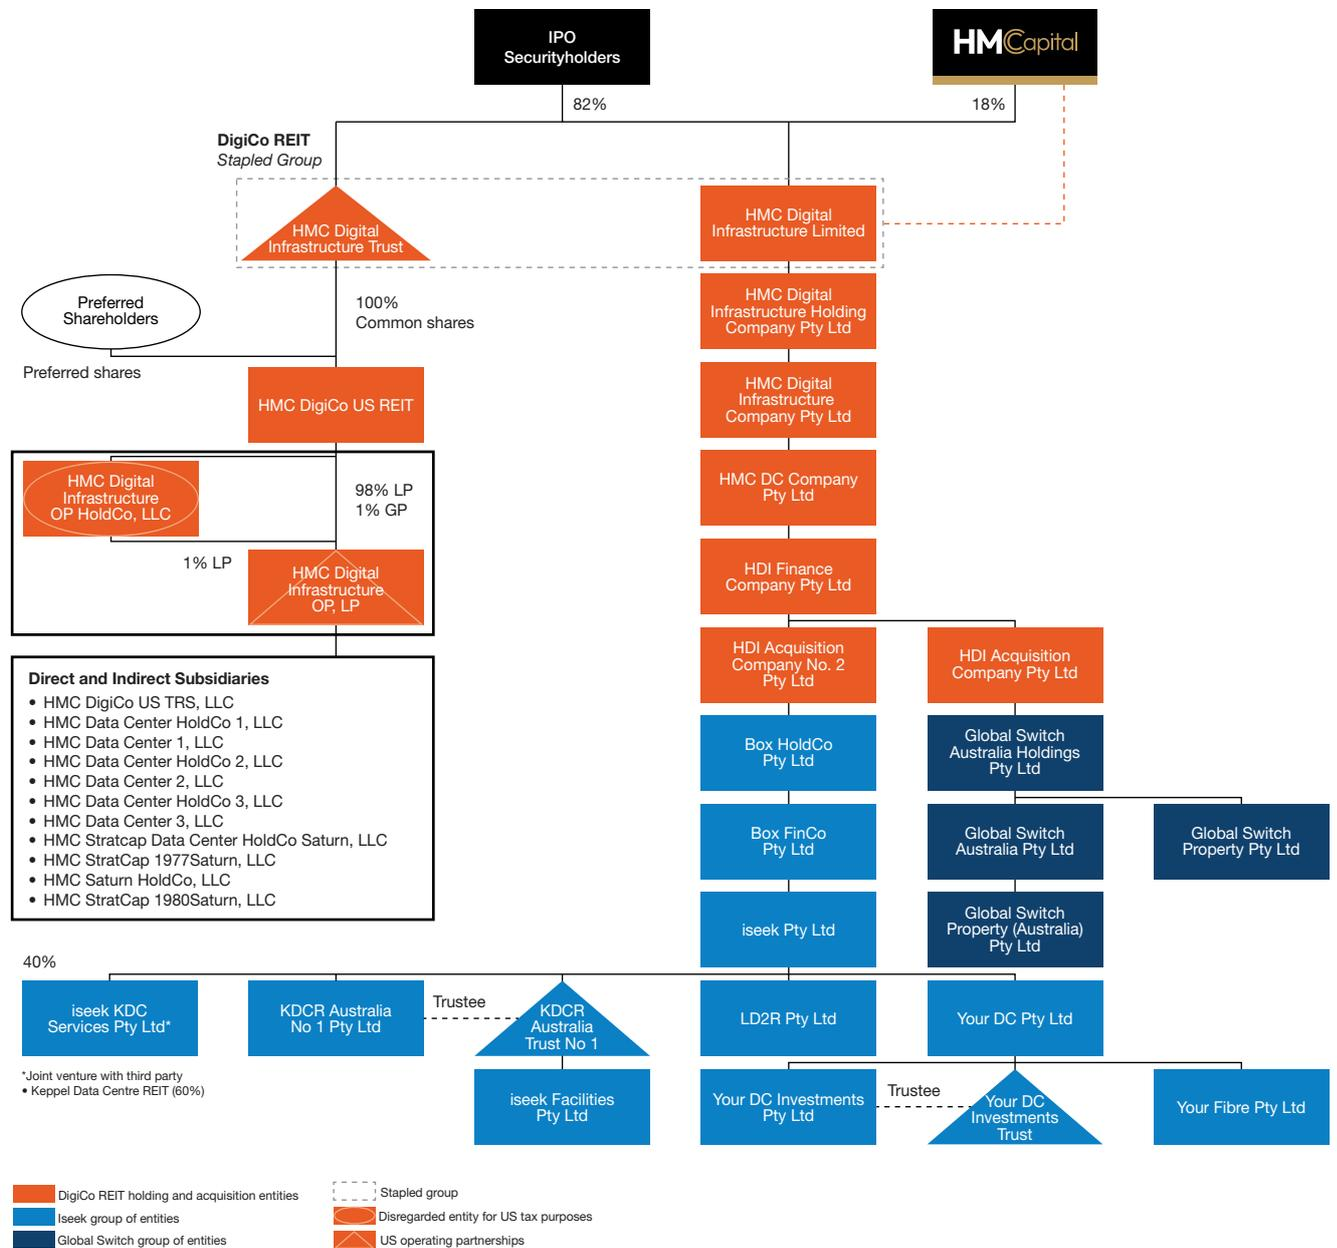 IPO
Securityholders
HMCapital
82%
18%
DigiCo REIT
Stapled Group
HMC Digital
Infrastructure Trust
HMC Digital
Infrastructure Limited
Preferred
Shareholders
100%
Common shares
HMC Digital
Infrastructure Holding
Company Pty Ltd
Preferred shares
HMC DigiCo US REIT
HMC Digital
Infrastructure
Company Pty Ltd
HMC Digital
Infrastructure
OP HoldCo, LLC
98% LP
1% GP
HMC DC Company
Pty Ltd
1% LP
HMC Digital
Infrastructure
OP, LP
HDI Finance
Company Pty Ltd
HDI Acquisition
Company No. 2
Pty Ltd
HDI Acquisition
Company Pty Ltd
Direct and Indirect Subsidiaries
• HMC DigiCo US TRS, LLC
• HMC Data Center HoldCo 1, LLC
• HMC Data Center 1, LLC
• HMC Data Center HoldCo 2, LLC
• HMC Data Center 2, LLC
• HMC Data Center HoldCo 3, LLC
• HMC Data Center 3, LLC
• HMC Stratcap Data Center HoldCo Saturn, LLC
• HMC StratCap 1977Saturn, LLC
• HMC Saturn HoldCo, LLC
• HMC StratCap 1980Saturn, LLC
Box HoldCo
Pty Ltd
Global Switch
Australia Holdings
Pty Ltd
Box FinCo
Pty Ltd
Global Switch
Australia Pty Ltd
Global Switch
Property Pty Ltd
iseek Pty Ltd
Global Switch
Property (Australia)
Pty Ltd
40%
iseek KDC
Services Pty Ltd*
KDCR Australia
No 1 Pty Ltd
Trustee
KDCR
Australia
Trust No 1
LD2R Pty Ltd
Your DC Pty Ltd
*Joint venture with third party
• Keppel Data Centre REIT (60%)
iseek Facilities
Pty Ltd
Your DC Investments
Pty Ltd
Trustee
Your DC
Investments
Trust
Your Fibre Pty Ltd
DigiCo REIT holding and acquisition entities
Iseek group of entities
Global Switch group of entities
Stapled group
Disregarded entity for US tax purposes
US operating partnerships